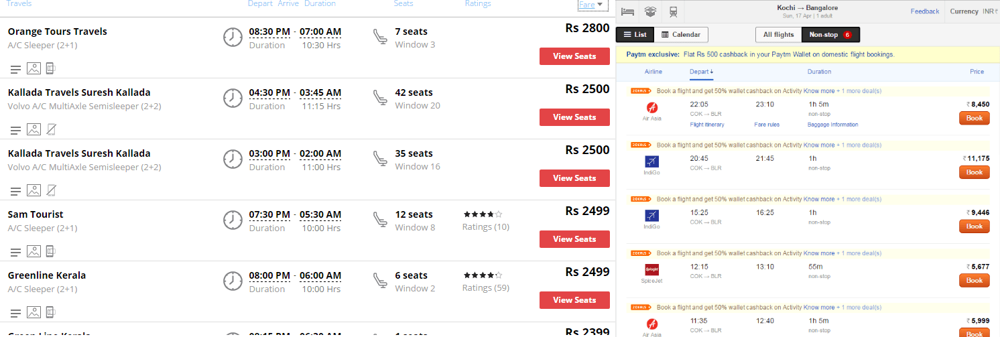 Travels Depart Arrive Duration Seats Ratings Fare
Orange Tours Travels 08:30 PM - 07:00 AM 7 seats Rs 2800
A/C Sleeper (2+1) Duration 10:30 Hrs Window 3
View Seats
Kallada Travels Suresh Kallada 04:30 PM - 03:45 AM 42 seats Rs 2500
Volvo A/C MultiAxle Semisleeper (2+2) Duration 11:15 Hrs Window 20
View Seats
Kallada Travels Suresh Kallada 03:00 PM - 02:00 AM 35 seats Rs 2500
Volvo A/C MultiAxle Semisleeper (2+2) Duration 11:00 Hrs Window 16
View Seats
Sam Tourist 07:30 PM - 05:30 AM 12 seats Rs 2499
A/C Sleeper (2+1) Duration 10:00 Hrs Window 8 Ratings (10)
View Seats
Greenline Kerala 08:00 PM - 06:00 AM 6 seats Rs 2499
A/C Sleeper (2+1) Duration 10:00 Hrs Window 2 Ratings (59)
View Seats
Rs 2399
Kochi → Bangalore
Sun, 17 Apr | 1 adult
Feedback Currency INR₹
List Calendar All flights Non-stop 6
Paytm exclusive: Flat Rs 500 cashback in your Paytm Wallet on domestic flight bookings.
Airline Depart ↓ Duration Price
2 DEALS Book a flight and get 50% wallet cashback on Activity Know more + 1 more deal(s)
22:05 23:10 1h 5m ₹ 8,450
Air Asia COK → BLR non-stop Book
Flight itinerary Fare rules Baggage Information
2 DEALS Book a flight and get 50% wallet cashback on Activity Know more + 1 more deal(s)
20:45 21:45 1h ₹ 11,175
IndiGo COK → BLR non-stop Book
2 DEALS Book a flight and get 50% wallet cashback on Activity Know more + 1 more deal(s)
15:25 16:25 1h ₹ 9,446
IndiGo COK → BLR non-stop Book
2 DEALS Book a flight and get 50% wallet cashback on Activity Know more + 1 more deal(s)
12:15 13:10 55m ₹ 5,677
SpiceJet COK → BLR non-stop Book
SpiceJet
2 DEALS Book a flight and get 50% wallet cashback on Activity Know more + 1 more deal(s)
11:35 12:40 1h 5m ₹ 5,999
Air Asia COK → BLR non-stop Book